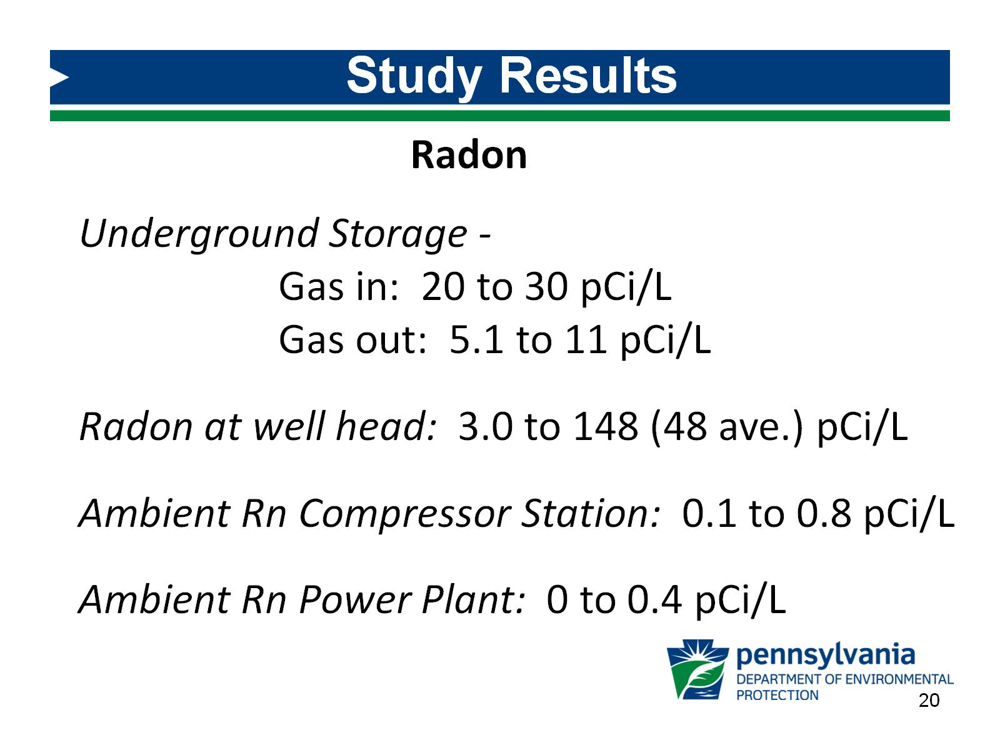 Study Results
Radon
Underground Storage -
Gas in:  20 to 30 pCi/L
Gas out:  5.1 to 11 pCi/L
Radon at well head:  3.0 to 148 (48 ave.) pCi/L
Ambient Rn Compressor Station:  0.1 to 0.8 pCi/L
Ambient Rn Power Plant:  0 to 0.4 pCi/L
pennsylvania
DEPARTMENT OF ENVIRONMENTAL
PROTECTION
20